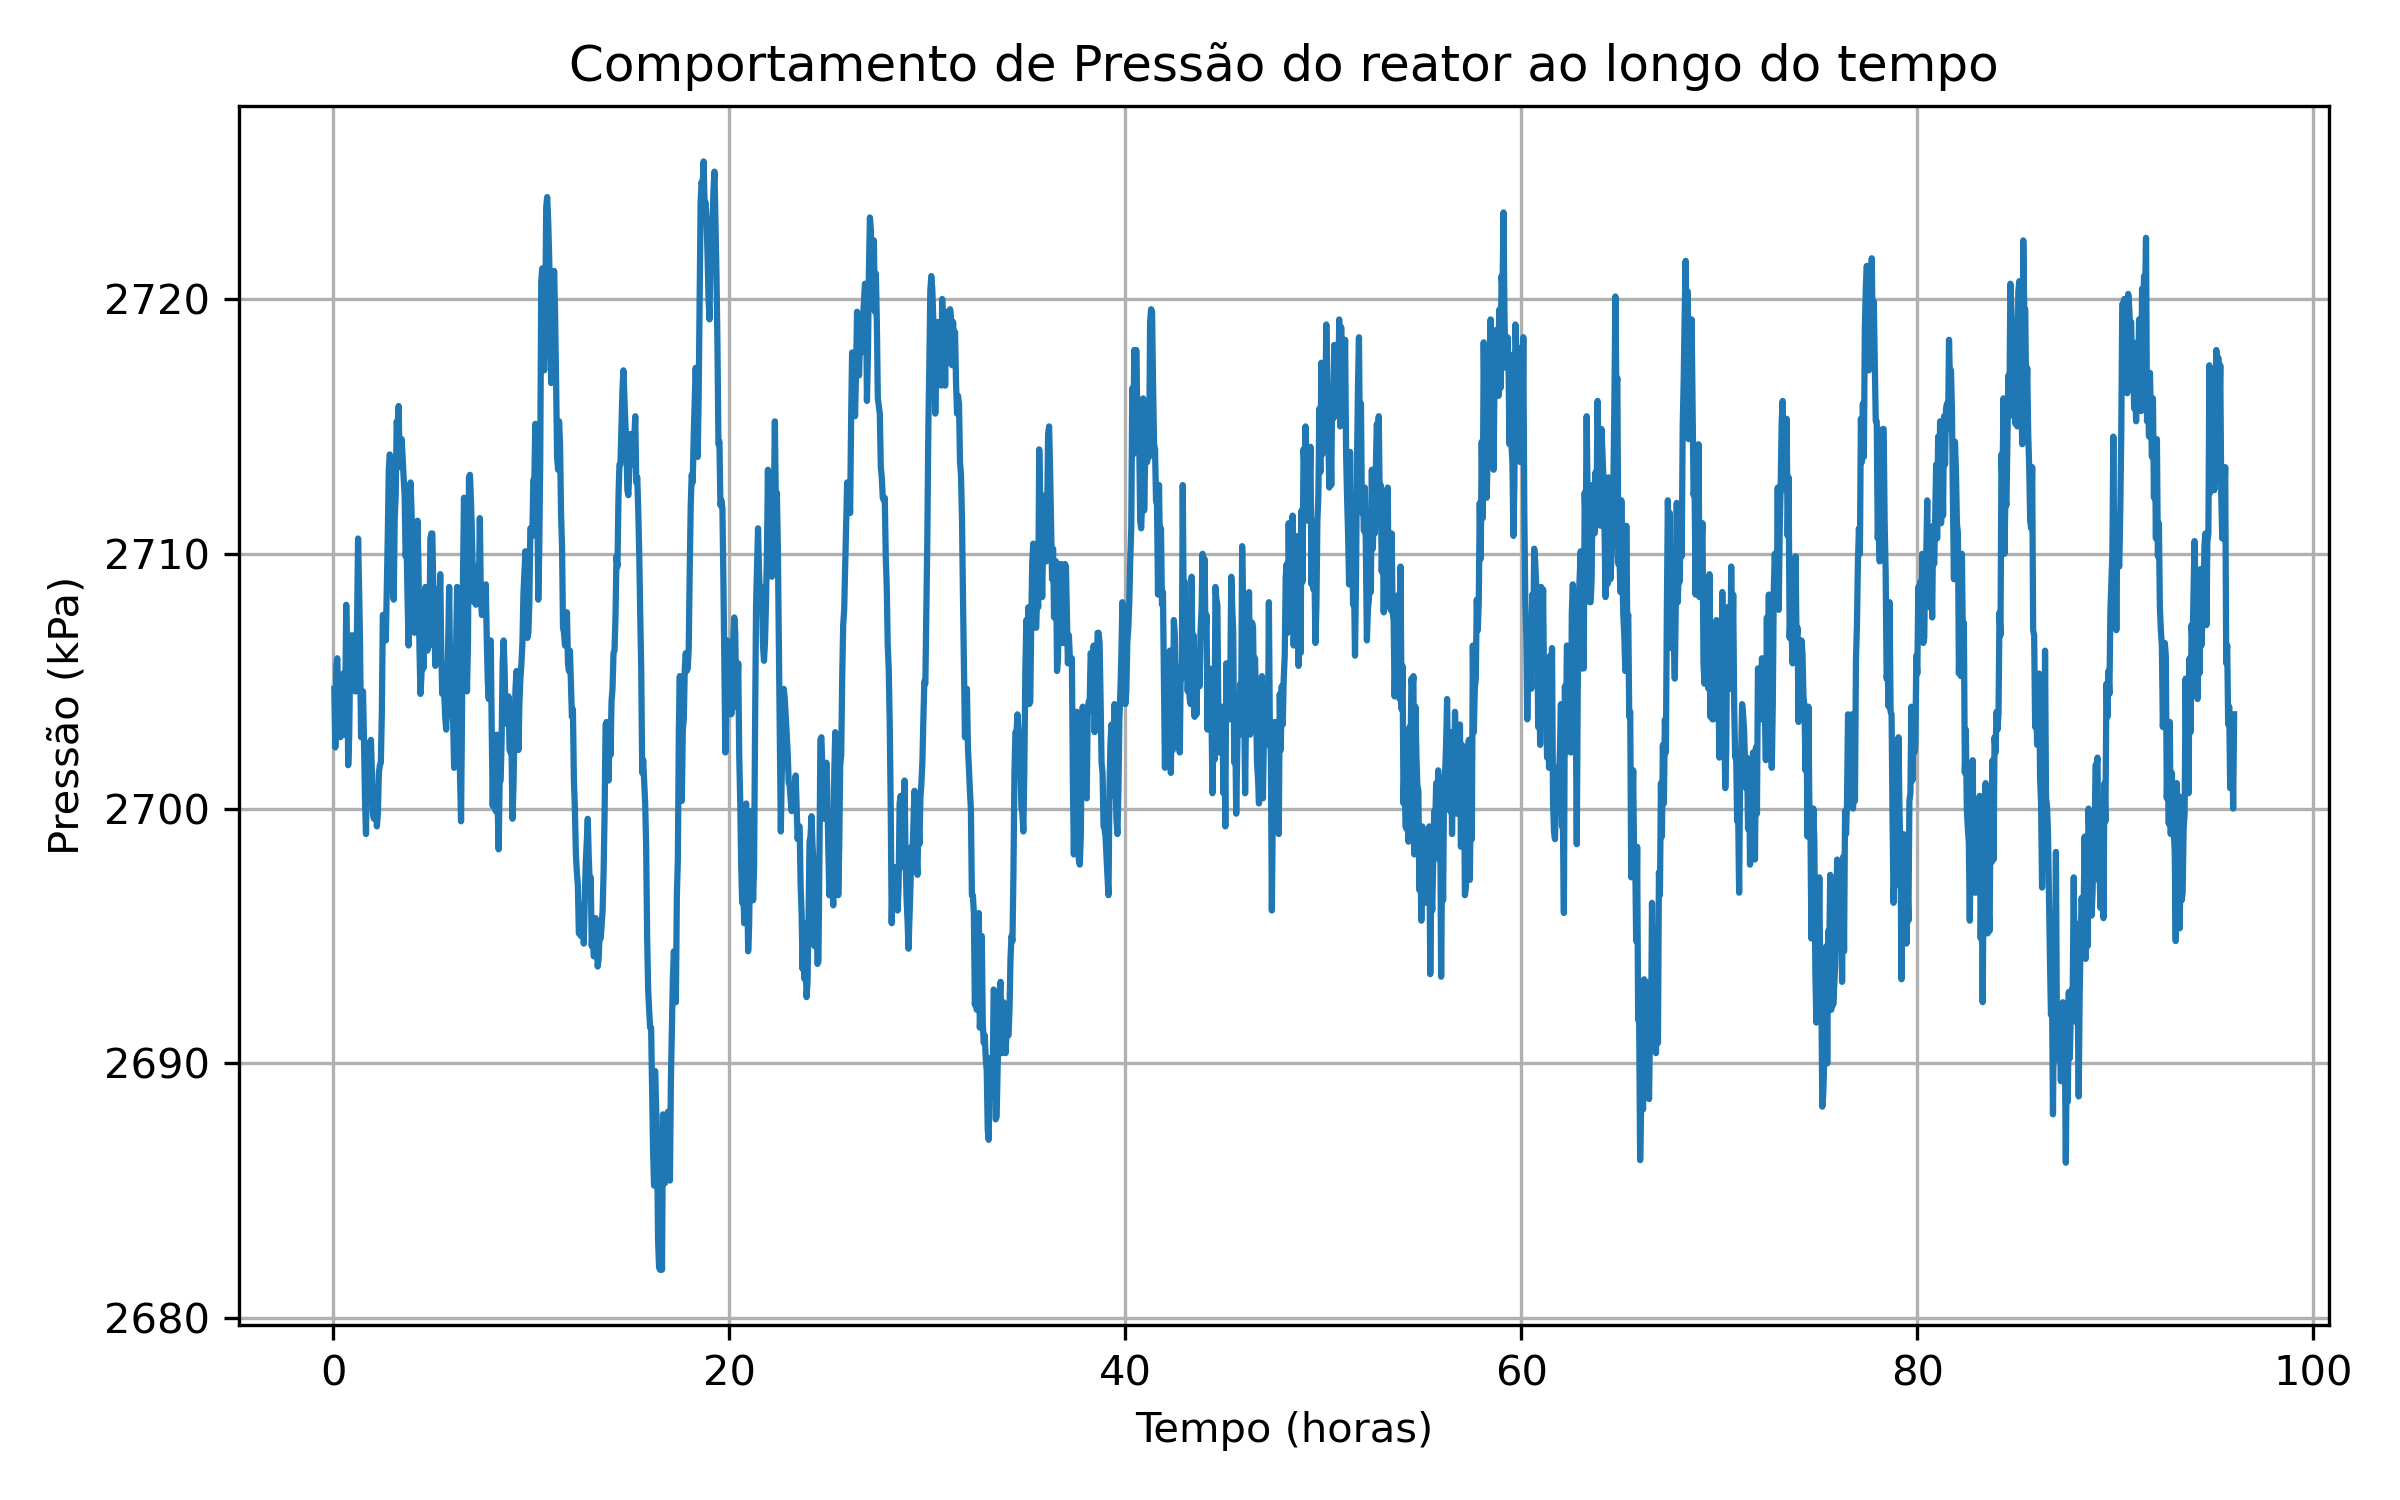 Comportamento de Pressão do reator ao longo do tempo
Pressão (kPa)
2720
2710
2700
2690
2680
0 20 40 60 80 100
Tempo (horas)